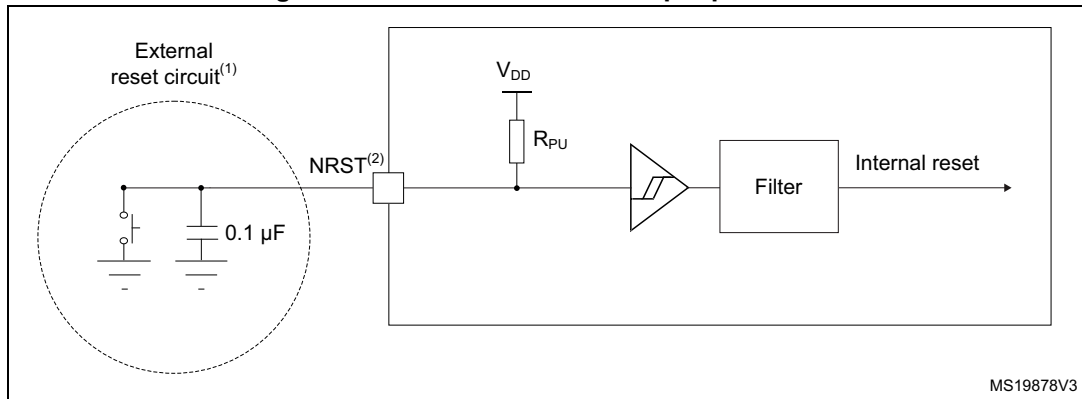 External
reset circuit(1)
VDD
RPU
NRST(2)
Filter
Internal reset
0.1 µF
MS19878V3